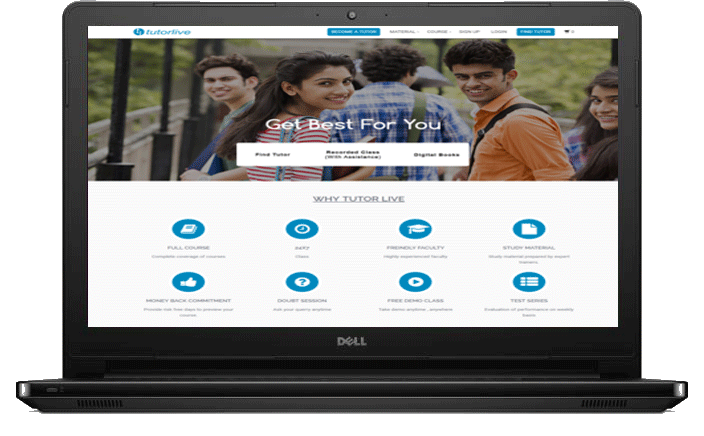 tutorlive
BECOME A TUTOR MATERIAL COURSE SIGN UP LOGIN FIND TUTOR 0
Get Best For You
Find Tutor
Recorded Class
(With Assistance)
Digital Books
WHY TUTOR LIVE
FULL COURSE
Complete coverage of courses
Class
FREINDLY FACULTY
Highly experienced faculty
STUDY MATERIAL
Study material prepared by expert
trainers
MONEY BACK COMMITMENT
Provide risk free days to preview your
course
DOUBT SESSION
Ask your query anytime
FREE DEMO CLASS
Take demo anytime , anywhere
TEST SERIES
Evaluation of performance on weekly
basis
DELL